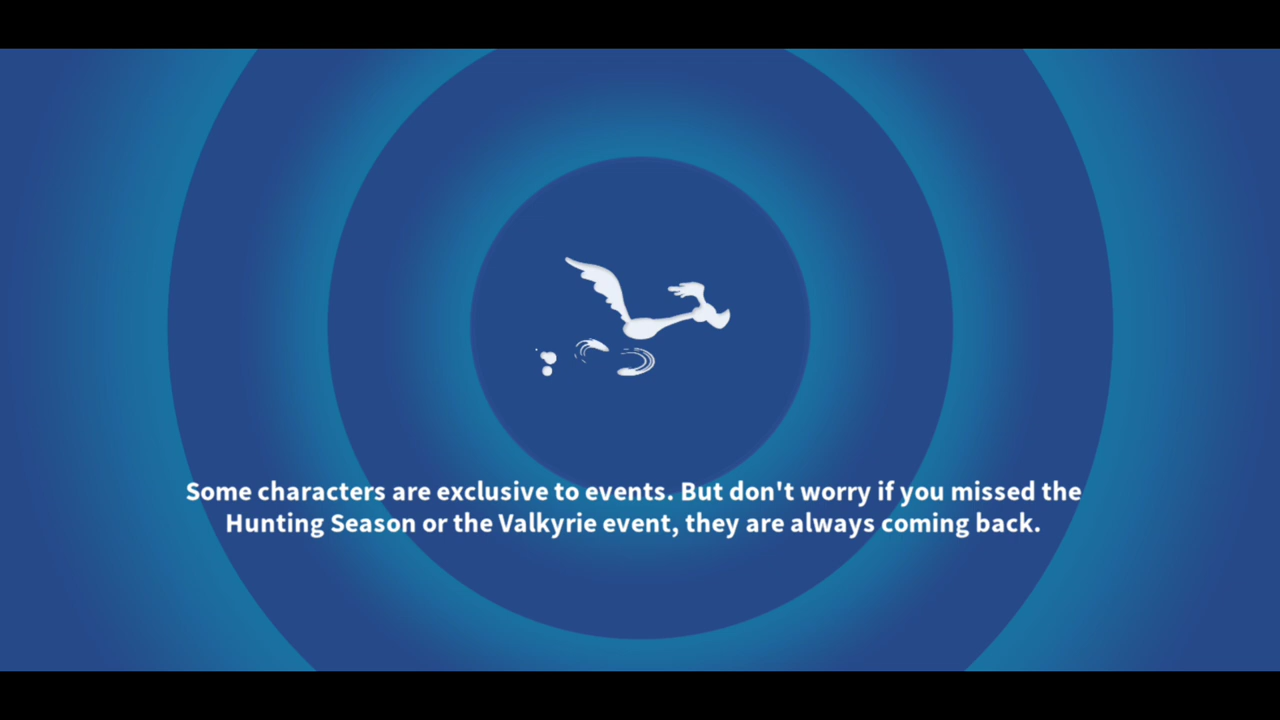 Some characters are exclusive to events. But don't worry if you missed the
Hunting Season or the Valkyrie event, they are always coming back.